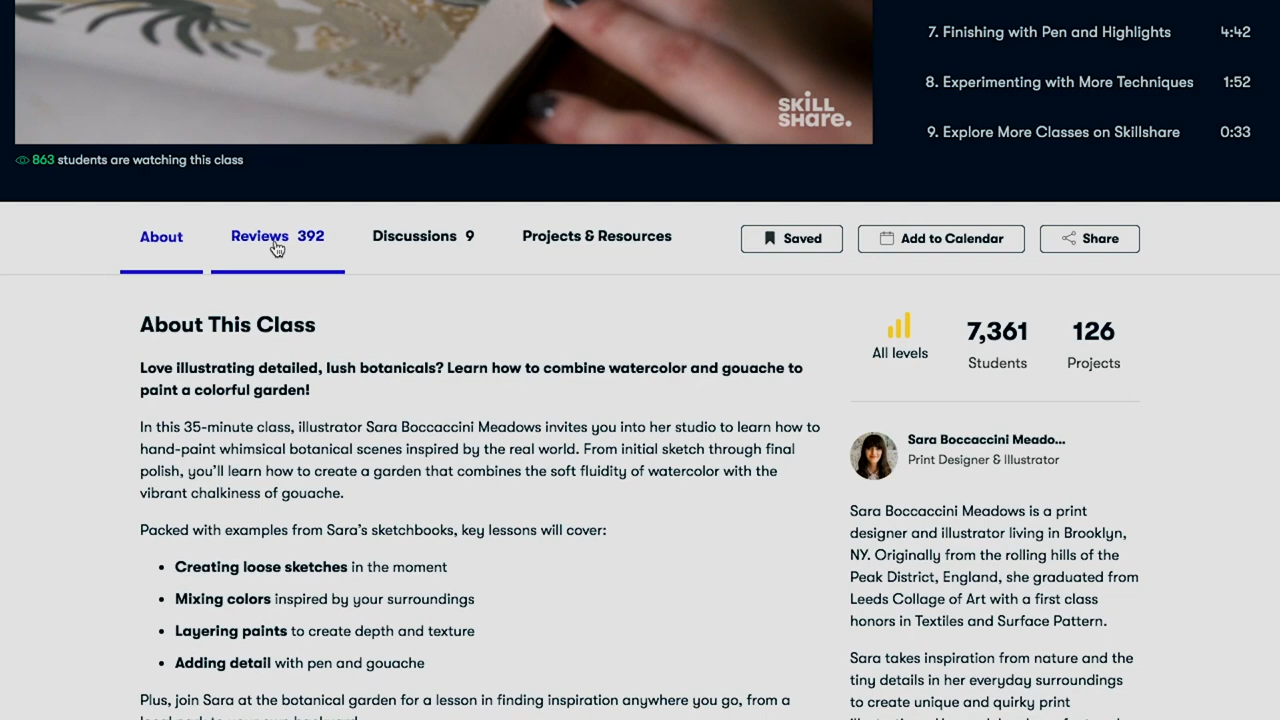 7. Finishing with Pen and Highlights 4:42
8. Experimenting with More Techniques 1:52
9. Explore More Classes on Skillshare 0:33
SKILL
SHARE.
863 students are watching this class
About Reviews 392 Discussions 9 Projects & Resources Saved Add to Calendar Share
About This Class
Love illustrating detailed, lush botanicals? Learn how to combine watercolor and gouache to
paint a colorful garden!
In this 35-minute class, illustrator Sara Boccaccini Meadows invites you into her studio to learn how to
hand-paint whimsical botanical scenes inspired by the real world. From initial sketch through final
polish, you'll learn how to create a garden that combines the soft fluidity of watercolor with the
vibrant chalkiness of gouache.
Packed with examples from Sara's sketchbooks, key lessons will cover:
• Creating loose sketches in the moment
• Mixing colors inspired by your surroundings
• Layering paints to create depth and texture
• Adding detail with pen and gouache
Plus, join Sara at the botanical garden for a lesson in finding inspiration anywhere you go, from a
All levels
7,361
Students
126
Projects
Sara Boccaccini Meado...
Print Designer & Illustrator
Sara Boccaccini Meadows is a print
designer and illustrator living in Brooklyn,
NY. Originally from the rolling hills of the
Peak District, England, she graduated from
Leeds Collage of Art with a first class
honors in Textiles and Surface Pattern.
Sara takes inspiration from nature and the
tiny details in her everyday surroundings
to create unique and quirky print